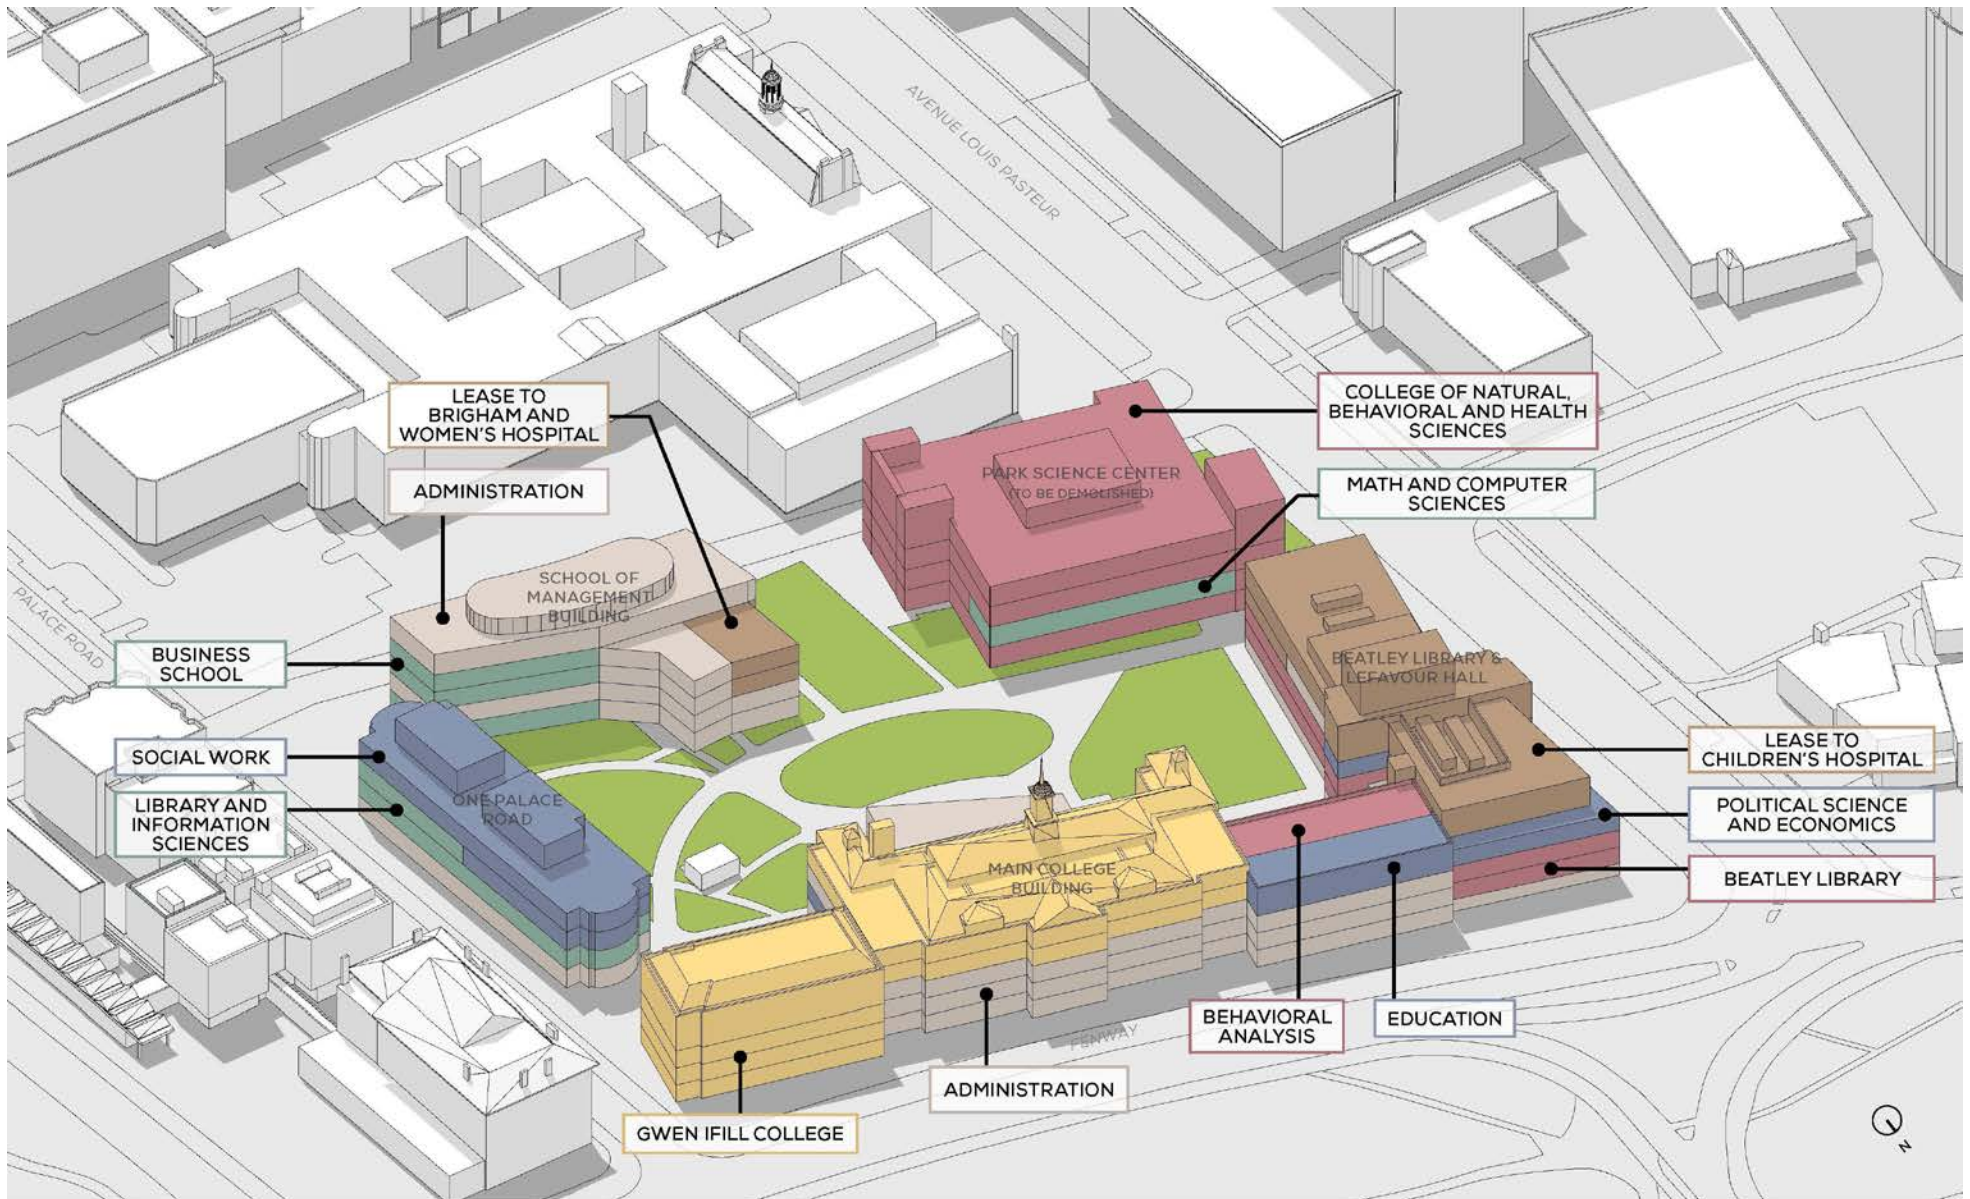 AVENUE LOUIS PASTEUR
LEASE TO
BRIGHAM AND
WOMEN'S HOSPITAL
COLLEGE OF NATURAL,
BEHAVIORAL AND HEALTH
SCIENCES
ADMINISTRATION
PARK SCIENCE CENTER
(TO BE DEMOLISHED)
MATH AND COMPUTER
SCIENCES
SCHOOL OF
MANAGEMENT
BUILDING
PALACE ROAD
BUSINESS
SCHOOL
BEATLEY LIBRARY &
LEFAVOUR HALL
SOCIAL WORK
LEASE TO
CHILDREN'S HOSPITAL
LIBRARY AND
INFORMATION
SCIENCES
ONE PALACE
ROAD
POLITICAL SCIENCE
AND ECONOMICS
MAIN COLLEGE
BUILDING
BEATLEY LIBRARY
BEHAVIORAL
ANALYSIS
EDUCATION
FENWAY
ADMINISTRATION
GWEN IFILL COLLEGE
N